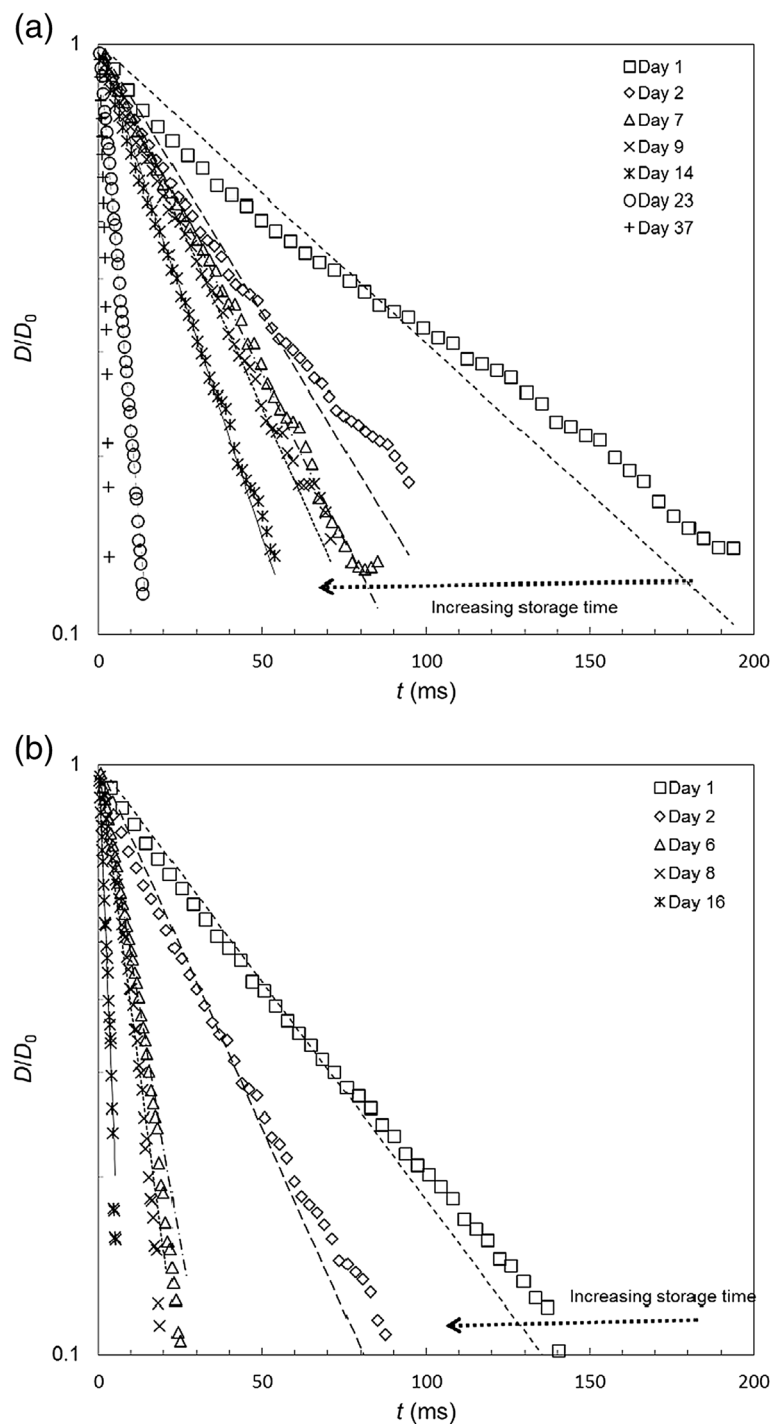 (a)
1
Day 1
Day 2
Day 7
Day 9
Day 14
Day 23
Day 37
D/D0
Increasing storage time
0.1
0 50 100 150 200
t (ms)
(b)
1
Day 1
Day 2
Day 6
Day 8
Day 16
D/D0
Increasing storage time
0.1
0 50 100 150 200
t (ms)